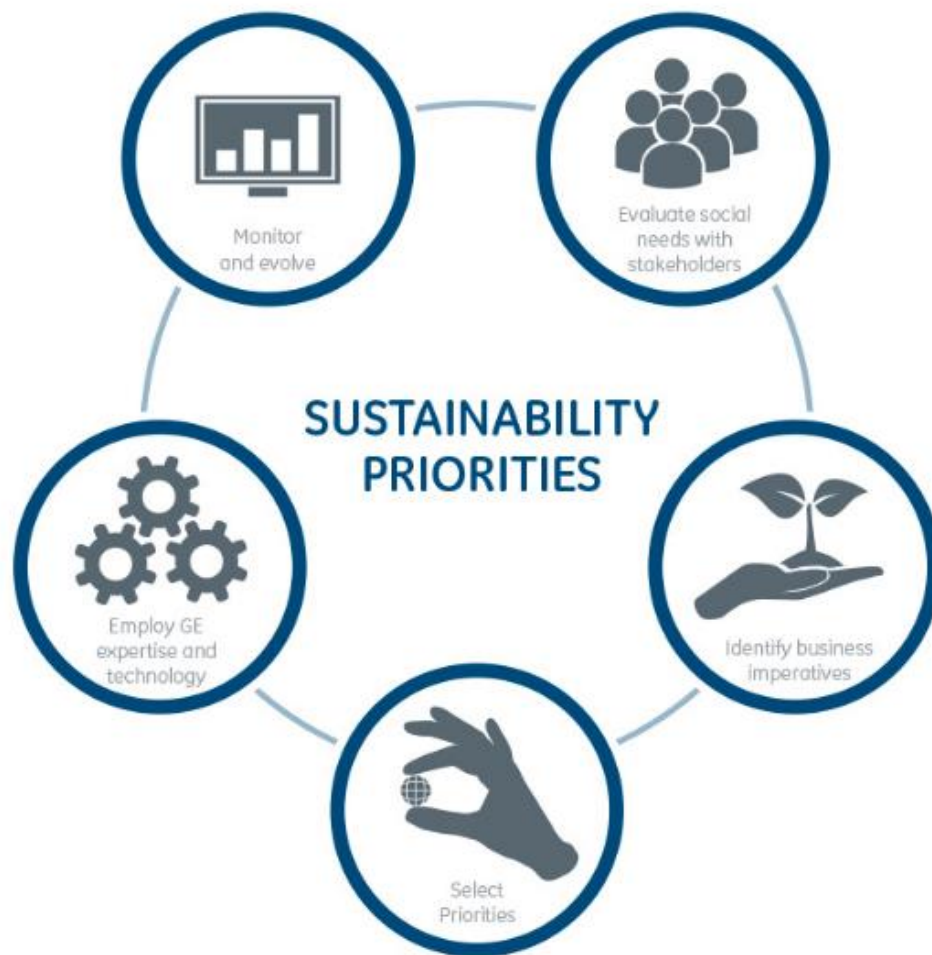 Monitor
and evolve
Evaluate social
needs with
stakeholders
SUSTAINABILITY
PRIORITIES
Employ GE
expertise and
technology
Identify business
imperatives
Select
Priorities